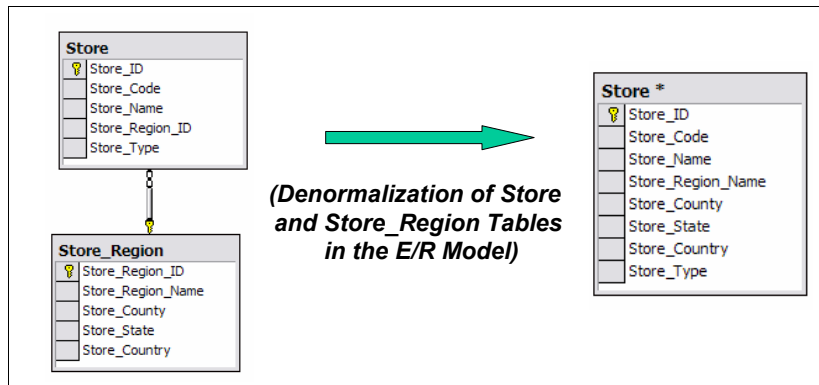 Store
Store_ID
Store_Code
Store_Name
Store_Region_ID
Store_Type
Store_Region
Store_Region_ID
Store_Region_Name
Store_County
Store_State
Store_Country
(Denormalization of Store
and Store_Region Tables
in the E/R Model)
Store *
Store_ID
Store_Code
Store_Name
Store_Region_Name
Store_County
Store_State
Store_Country
Store_Type